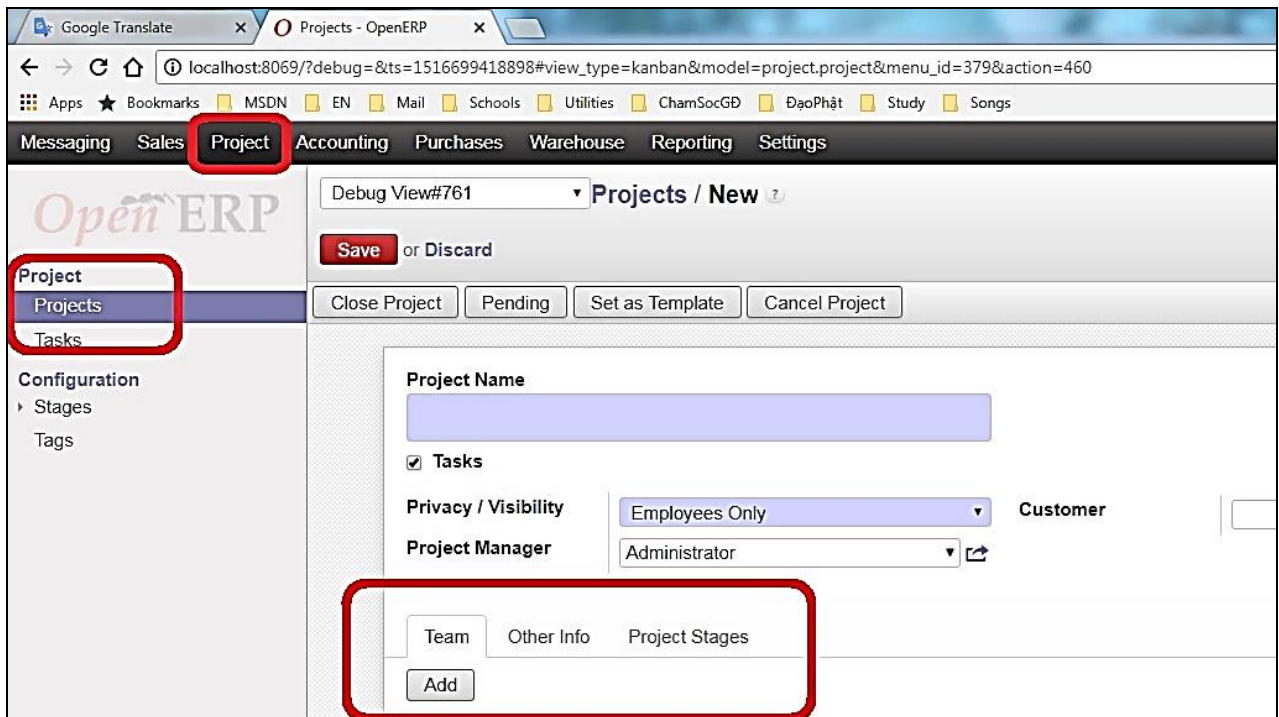 Google Translate
Projects - OpenERP
localhost:8069/?debug=&ts=1516699418898#view_type=kanban&model=project.project&menu_id=379&action=460
Apps Bookmarks MSDN EN Mail Schools Utilities ChamSocGĐ ĐạoPhật Study Songs
Messaging Sales Project Accounting Purchases Warehouse Reporting Settings
Open ERP
Debug View#761 Projects / New ?
Save or Discard
Project
Projects
Tasks
Configuration
Stages
Tags
Close Project Pending Set as Template Cancel Project
Project Name
Tasks
Privacy / Visibility Employees Only Customer
Project Manager Administrator
Team Other Info Project Stages
Add